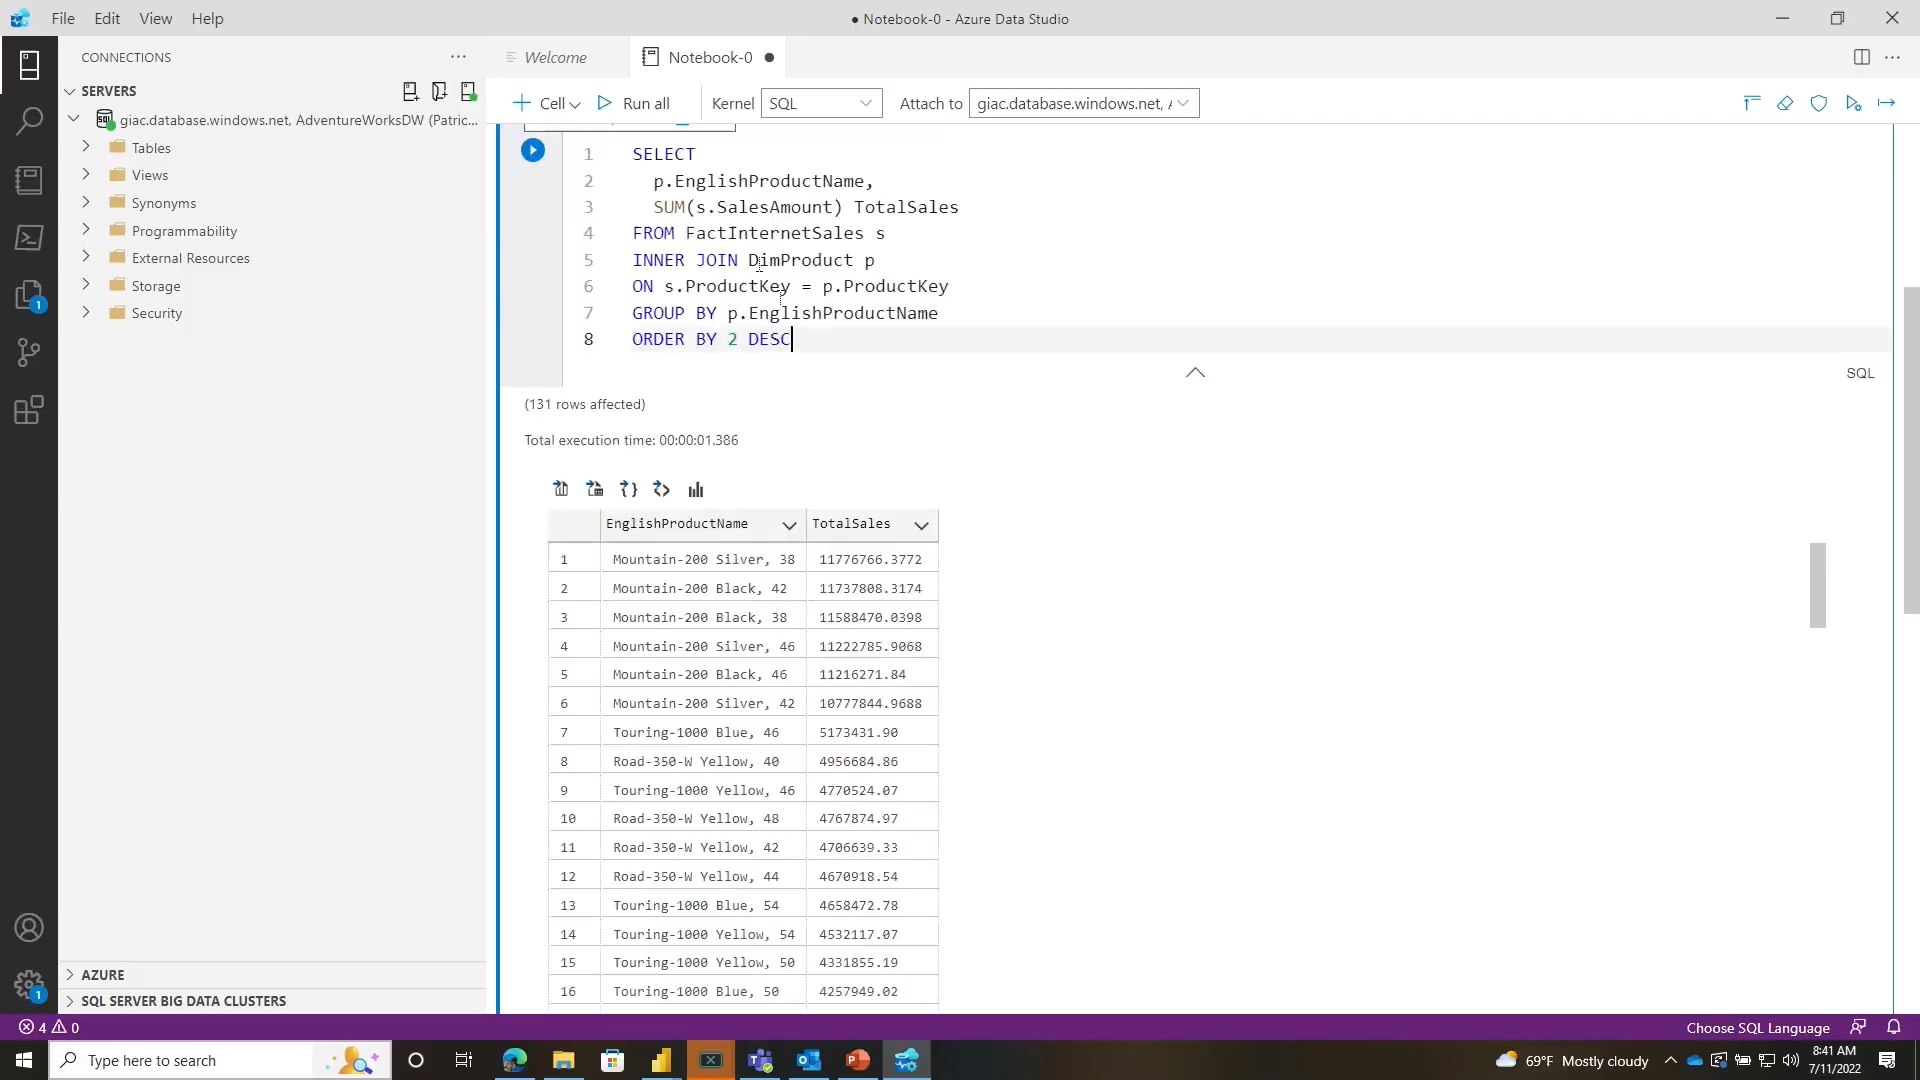 File Edit View Help
● Notebook-0 - Azure Data Studio
CONNECTIONS
Welcome
Notebook-0 ●
SERVERS
Cell
Run all
Kernel
SQL
Attach to
giac.database.windows.net, A
giac.database.windows.net, AdventureWorksDW (Patric...
Tables
Views
Synonyms
Programmability
External Resources
Storage
Security
1 SELECT
2 p.EnglishProductName,
3 SUM(s.SalesAmount) TotalSales
4 FROM FactInternetSales s
5 INNER JOIN DimProduct p
6 ON s.ProductKey = p.ProductKey
7 GROUP BY p.EnglishProductName
8 ORDER BY 2 DESC
SQL
(131 rows affected)
Total execution time: 00:00:01.386
EnglishProductName TotalSales
1 Mountain-200 Silver, 38 11776766.3772
2 Mountain-200 Black, 42 11737808.3174
3 Mountain-200 Black, 38 11588470.0398
4 Mountain-200 Silver, 46 11222785.9068
5 Mountain-200 Black, 46 11216271.84
6 Mountain-200 Silver, 42 10777844.9688
7 Touring-1000 Blue, 46 5173431.90
8 Road-350-W Yellow, 40 4956684.86
9 Touring-1000 Yellow, 46 4770524.07
10 Road-350-W Yellow, 48 4767874.97
11 Road-350-W Yellow, 42 4706639.33
12 Road-350-W Yellow, 44 4670918.54
13 Touring-1000 Blue, 54 4658472.78
14 Touring-1000 Yellow, 54 4532117.07
15 Touring-1000 Yellow, 50 4331855.19
16 Touring-1000 Blue, 50 4257949.02
1
1
AZURE
SQL SERVER BIG DATA CLUSTERS
4 0
Choose SQL Language
Type here to search
69°F Mostly cloudy
8:41 AM
7/11/2022